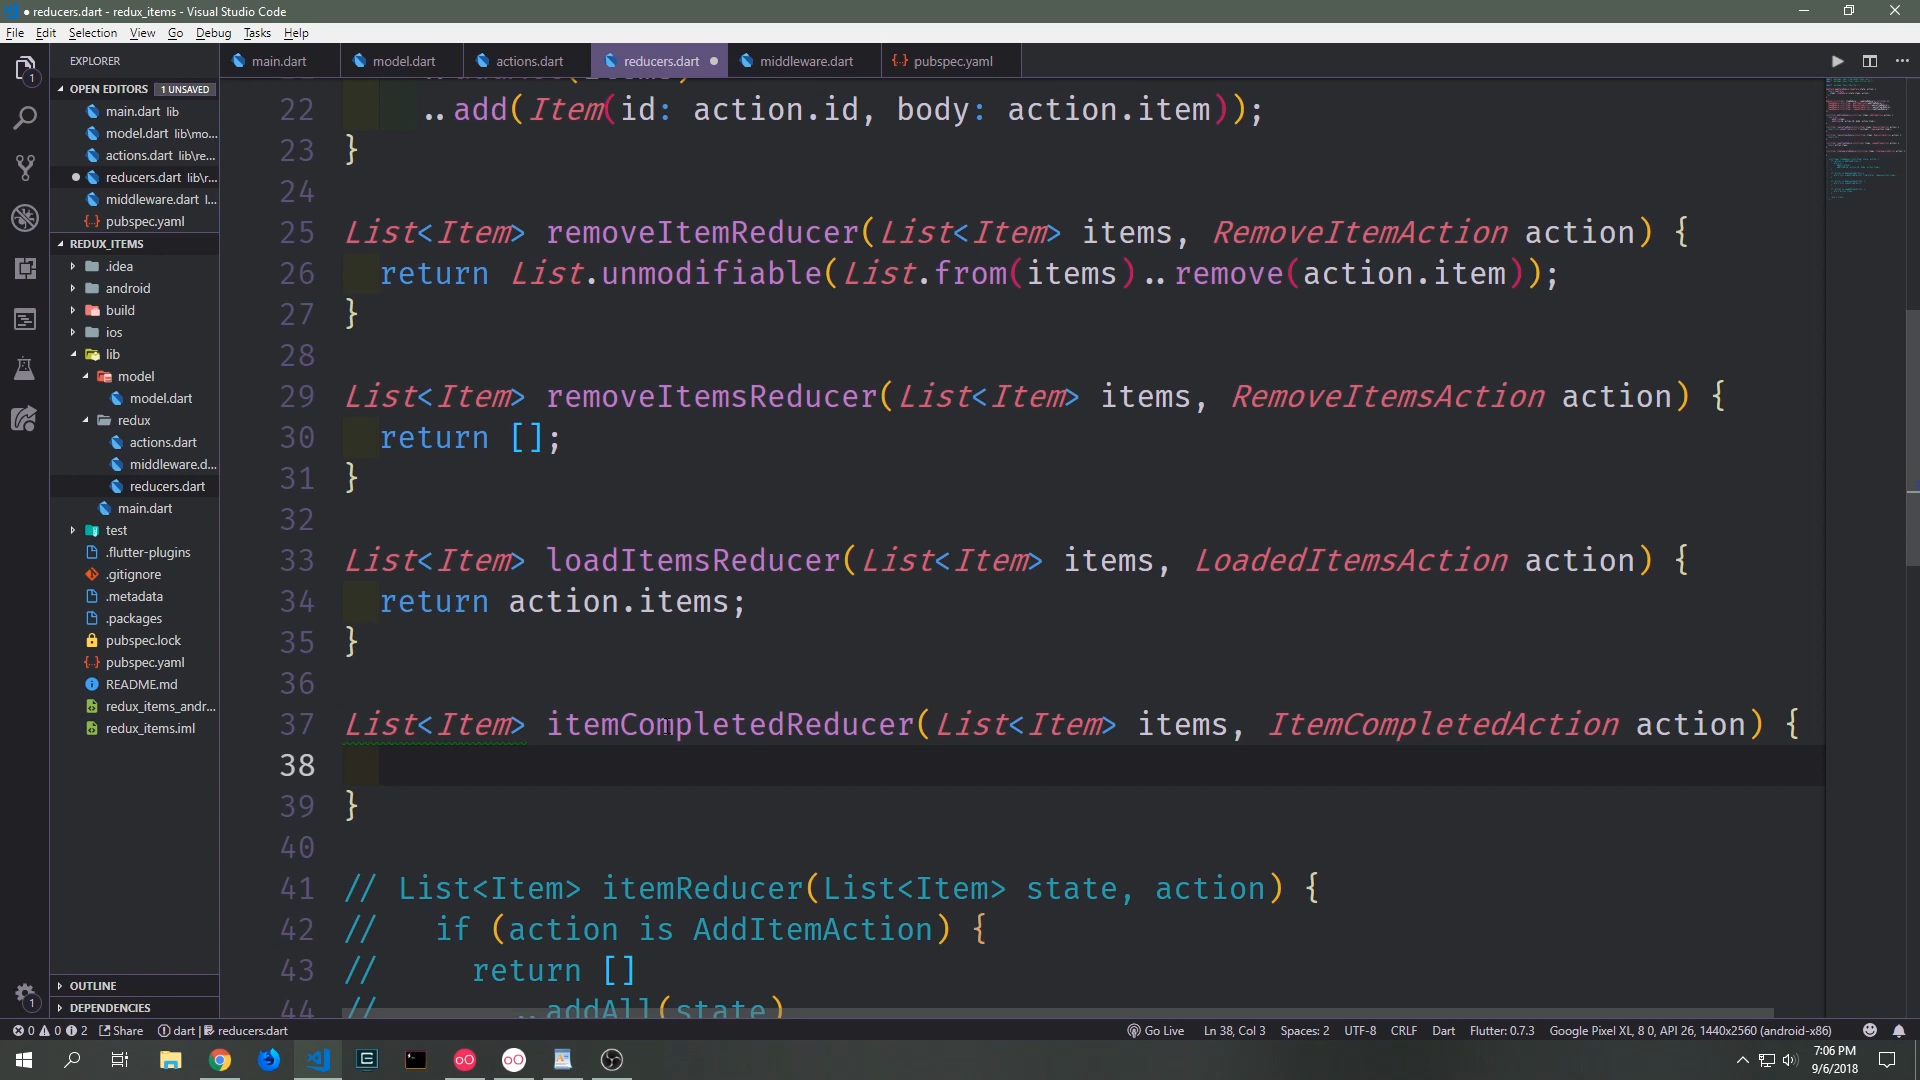 ● reducers.dart - redux_items - Visual Studio Code
File Edit Selection View Go Debug Tasks Help
EXPLORER
main.dart model.dart actions.dart reducers.dart ● middleware.dart {..} pubspec.yaml
OPEN EDITORS 1 UNSAVED
main.dart lib
model.dart lib\mo...
actions.dart lib\re...
● reducers.dart lib\r...
middleware.dart l...
{..} pubspec.yaml
REDUX_ITEMS
.idea
android
build
ios
lib
model
model.dart
redux
actions.dart
middleware.d...
reducers.dart
main.dart
test
.flutter-plugins
.gitignore
.metadata
.packages
pubspec.lock
{..} pubspec.yaml
README.md
redux_items_andr...
redux_items.iml
OUTLINE
DEPENDENCIES
22 ..add(Item(id: action.id, body: action.item));
23 }
24
25 List<Item> removeItemReducer(List<Item> items, RemoveItemAction action) {
26 return List.unmodifiable(List.from(items)..remove(action.item));
27 }
28
29 List<Item> removeItemsReducer(List<Item> items, RemoveItemsAction action) {
30 return [];
31 }
32
33 List<Item> loadItemsReducer(List<Item> items, LoadedItemsAction action) {
34 return action.items;
35 }
36
37 List<Item> itemCompletedReducer(List<Item> items, ItemCompletedAction action) {
38
39 }
40
41 // List<Item> itemReducer(List<Item> state, action) {
42 // if (action is AddItemAction) {
43 // return []
44 // ..addAll(state)
0 0 2 Share dart | reducers.dart Go Live Ln 38, Col 3 Spaces: 2 UTF-8 CRLF Dart Flutter: 0.7.3 Google Pixel XL, 8 0, API 26, 1440x2560 (android-x86)
7:06 PM
9/6/2018